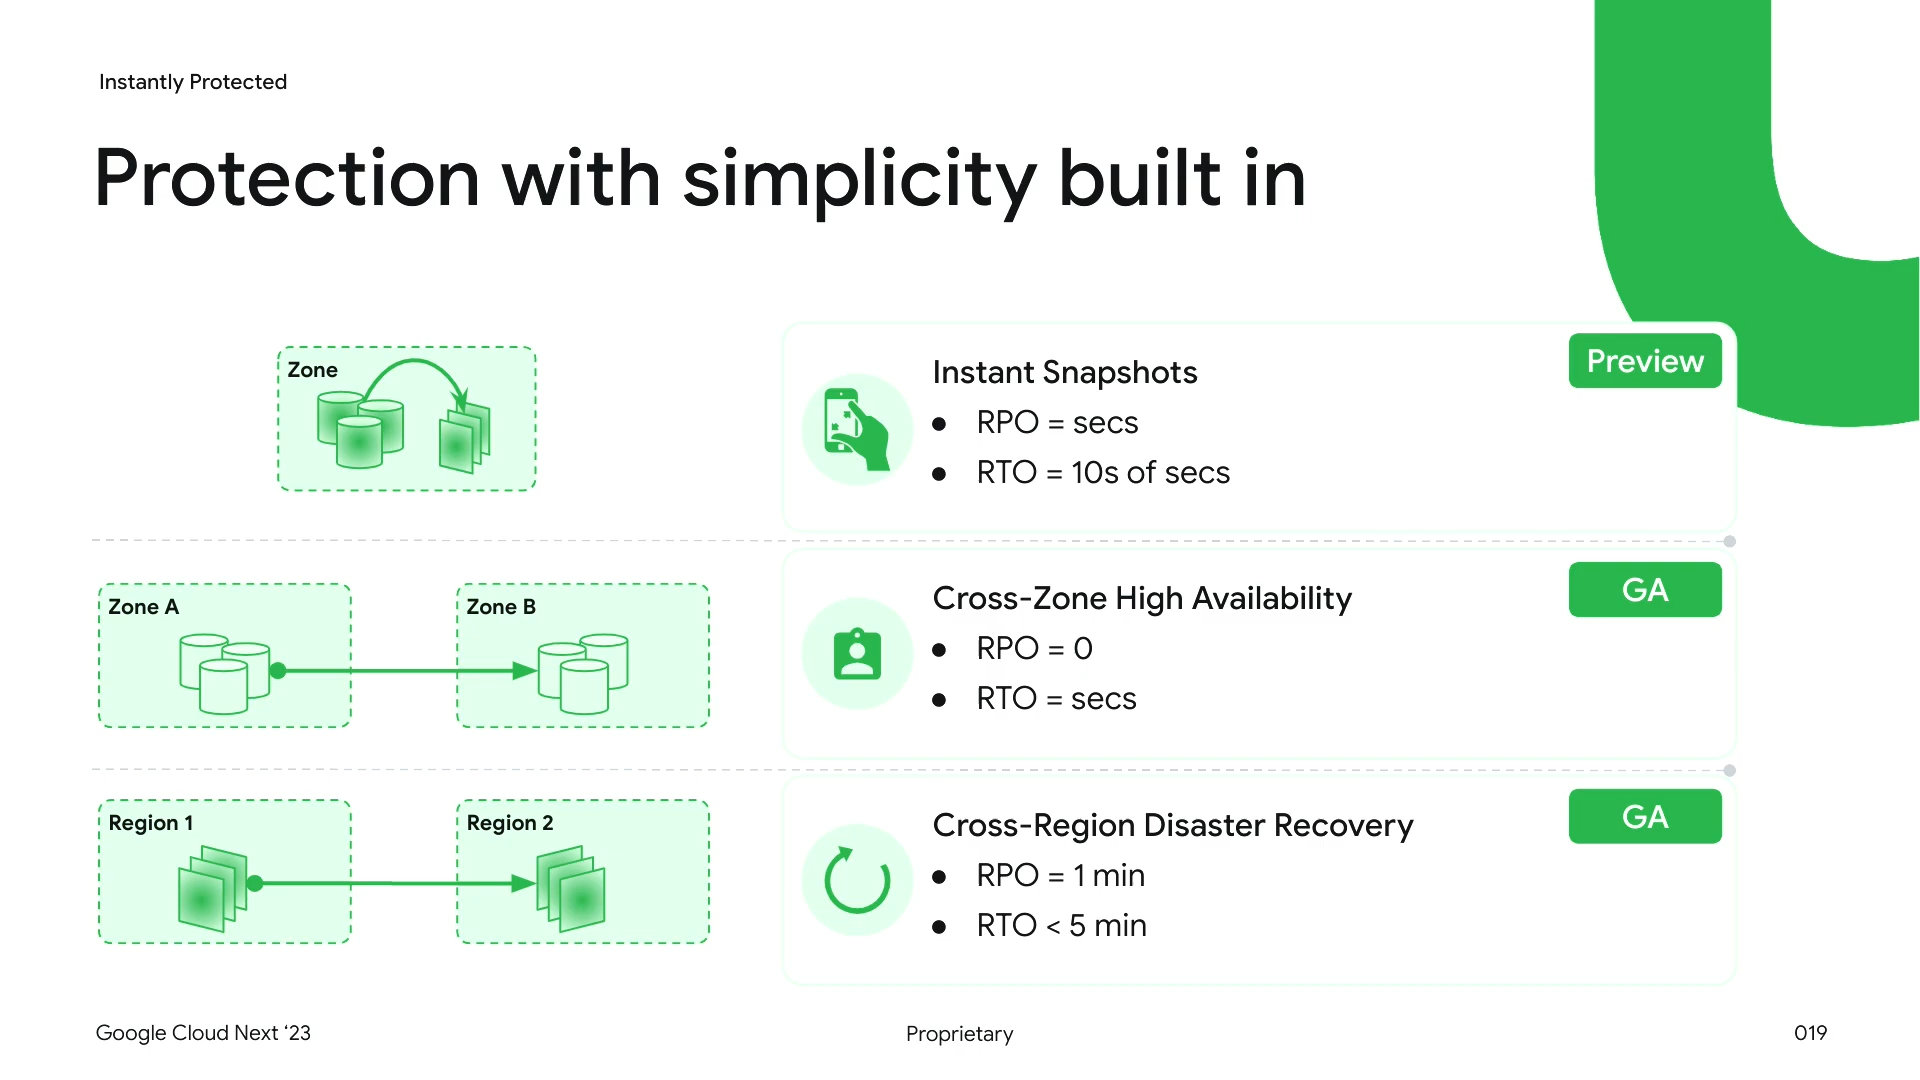 Instantly Protected
Protection with simplicity built in
Zone
Instant Snapshots
● RPO = secs
● RTO = 10s of secs
Preview
Zone A
Zone B
Cross-Zone High Availability
● RPO = 0
● RTO = secs
GA
Region 1
Region 2
Cross-Region Disaster Recovery
● RPO = 1 min
● RTO < 5 min
GA
Google Cloud Next ‘23
Proprietary
019